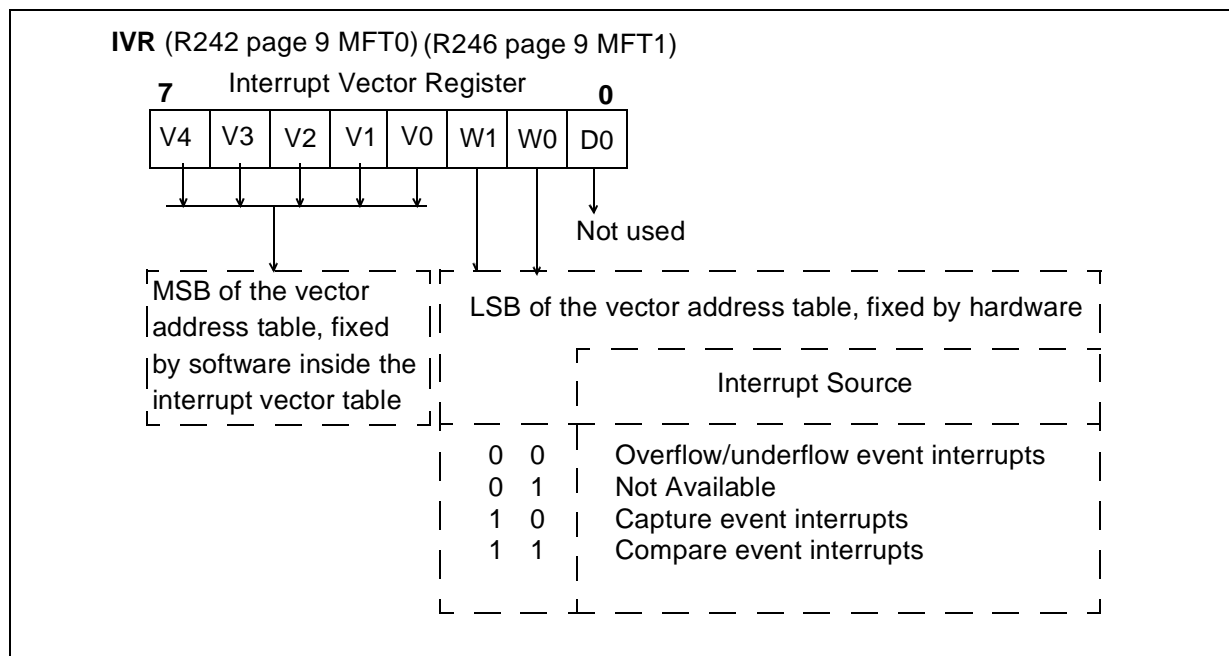 IVR (R242 page 9 MFT0) (R246 page 9 MFT1)
Interrupt Vector Register
7 0
V4 V3 V2 V1 V0 W1 W0 D0
Not used
MSB of the vector
address table, fixed
by software inside the
interrupt vector table
LSB of the vector address table, fixed by hardware
Interrupt Source
0 0 Overflow/underflow event interrupts
0 1 Not Available
1 0 Capture event interrupts
1 1 Compare event interrupts